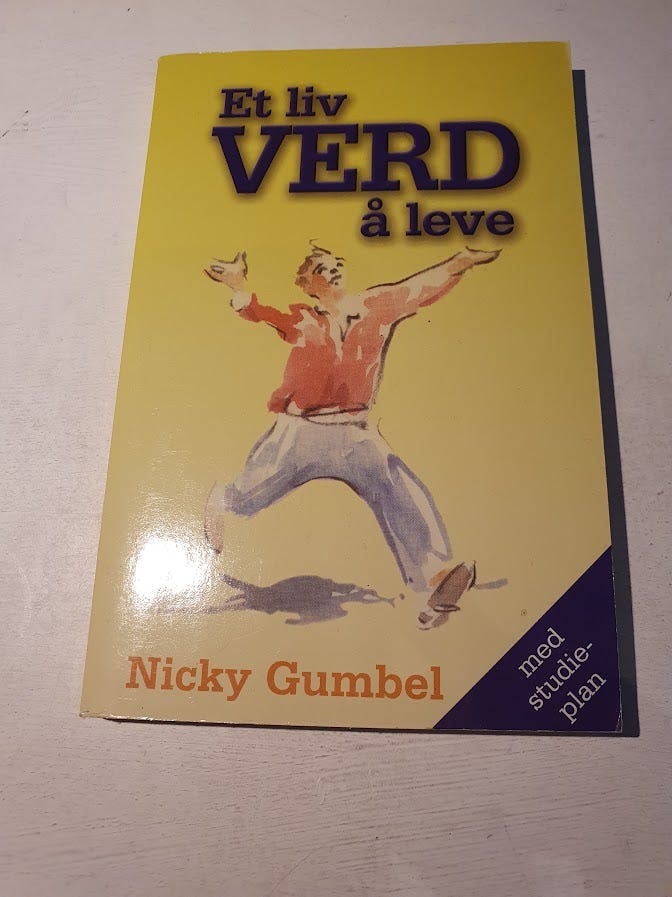 Et liv
VERD
å leve
Nicky Gumbel
med
studie-
plan